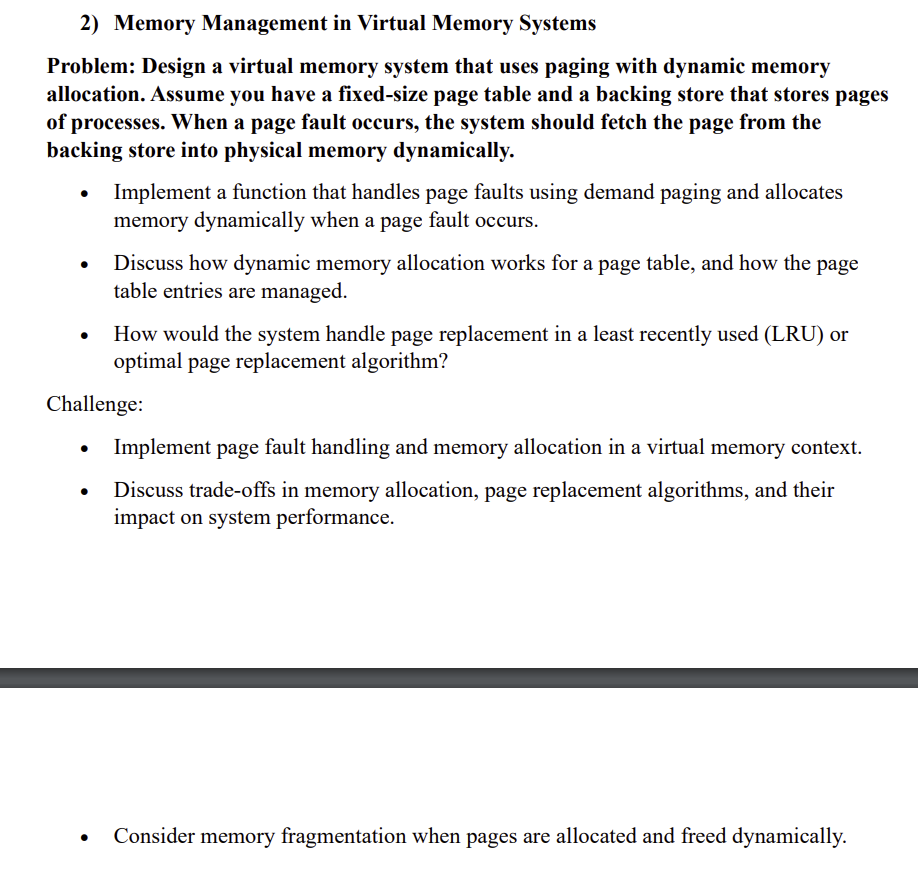 2) Memory Management in Virtual Memory Systems
Problem: Design a virtual memory system that uses paging with dynamic memory
allocation. Assume you have a fixed-size page table and a backing store that stores pages
of processes. When a page fault occurs, the system should fetch the page from the
backing store into physical memory dynamically.
• Implement a function that handles page faults using demand paging and allocates
memory dynamically when a page fault occurs.
• Discuss how dynamic memory allocation works for a page table, and how the page
table entries are managed.
• How would the system handle page replacement in a least recently used (LRU) or
optimal page replacement algorithm?
Challenge:
• Implement page fault handling and memory allocation in a virtual memory context.
• Discuss trade-offs in memory allocation, page replacement algorithms, and their
impact on system performance.
• Consider memory fragmentation when pages are allocated and freed dynamically.